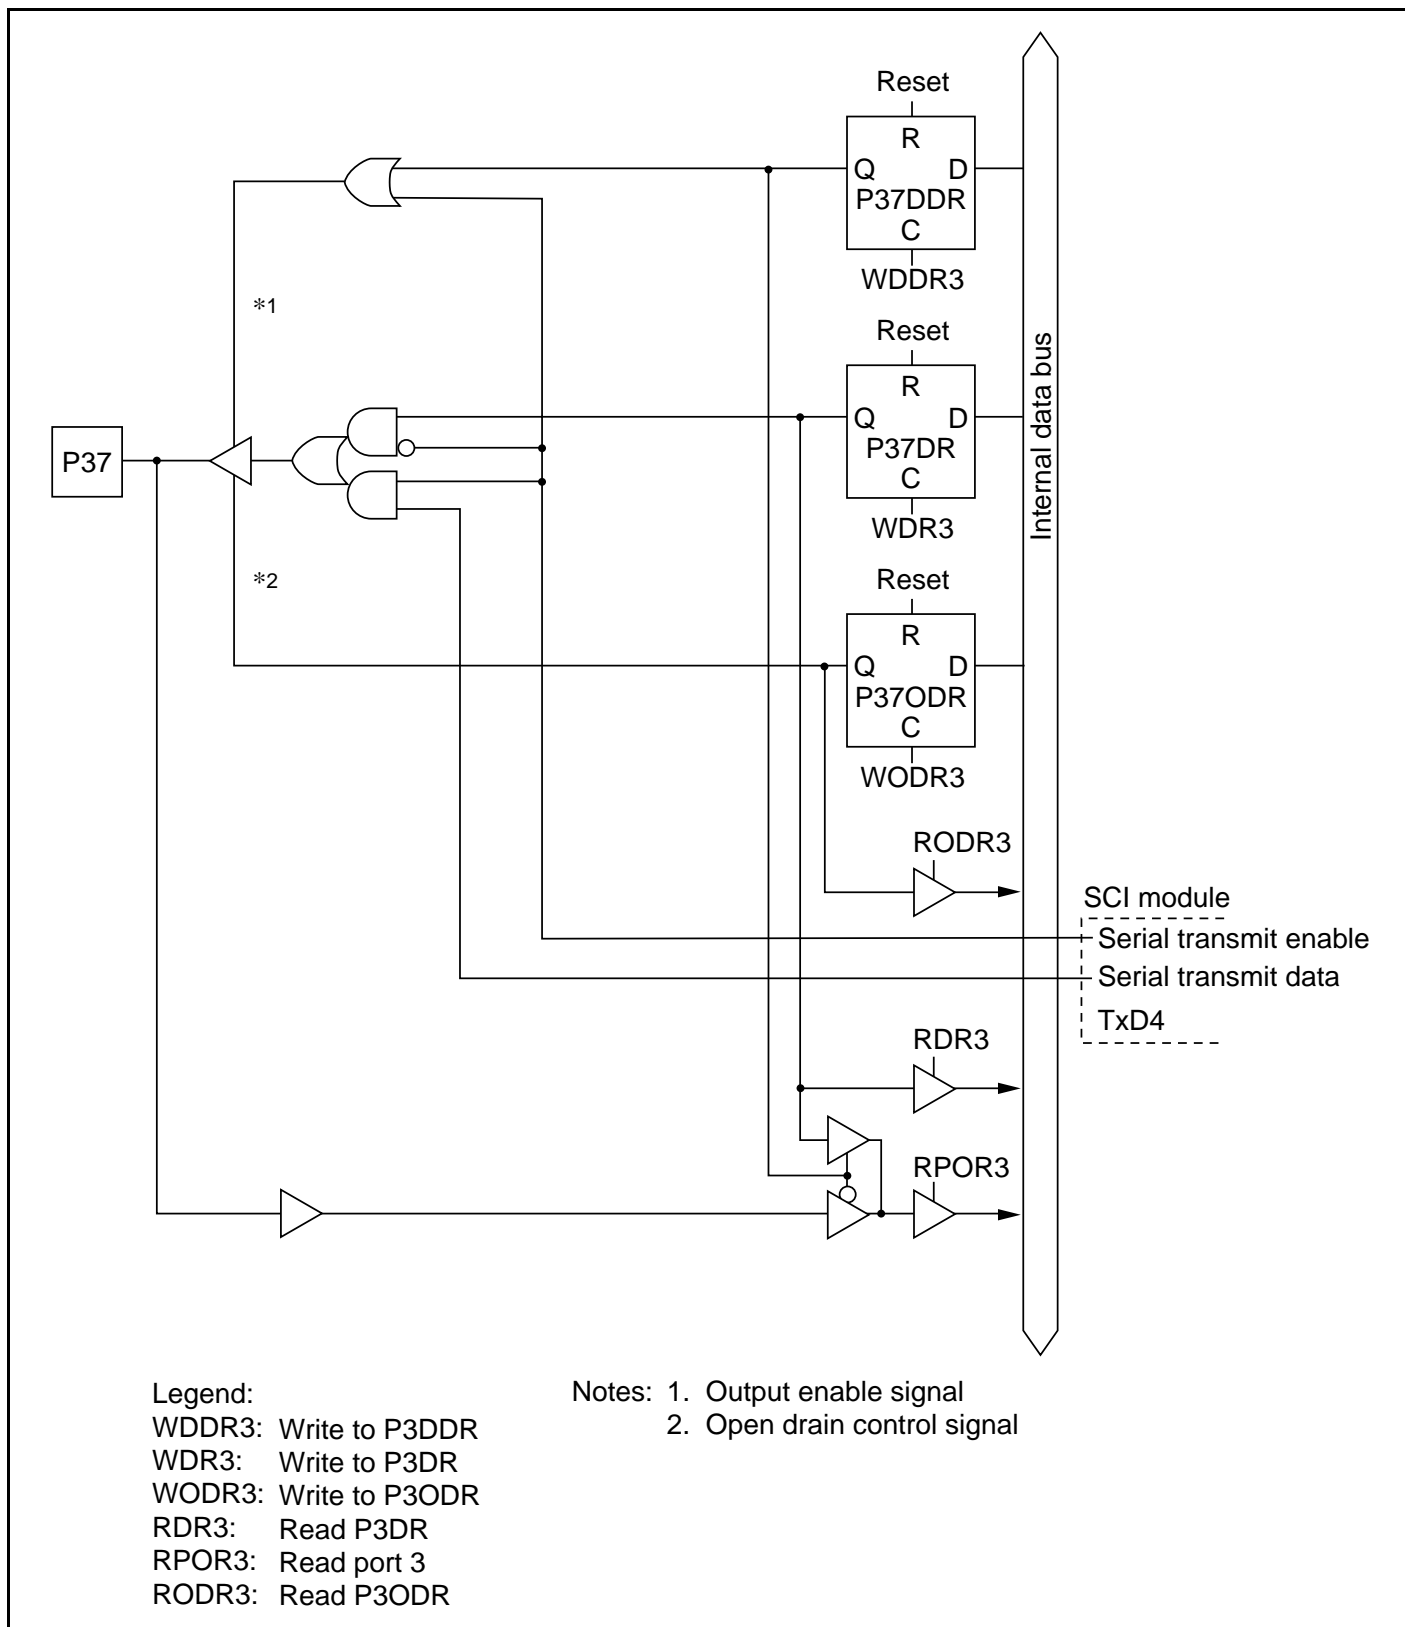 Reset
R
Q D
P37DDR
C
WDDR3
*1
Reset
R
Q D
P37DR
C
WDR3
P37
Internal data bus
*2
Reset
R
Q D
P37ODR
C
WODR3
RODR3
SCI module
Serial transmit enable
Serial transmit data
TxD4
RDR3
RPOR3
Legend:
WDDR3: Write to P3DDR
WDR3: Write to P3DR
WODR3: Write to P3ODR
RDR3: Read P3DR
RPOR3: Read port 3
RODR3: Read P3ODR
Notes: 1. Output enable signal
2. Open drain control signal